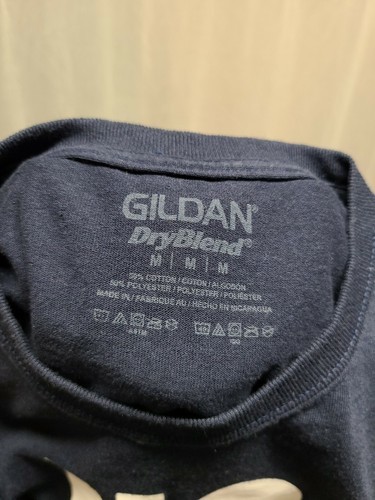 GILDAN®
DryBlend®
M | M | M
50% COTTON / COTON / ALGODÓN
50% POLYESTER / POLYESTER / POLIÉSTER
MADE IN / FABRIQUÉ AU / HECHO EN NICARAGUA